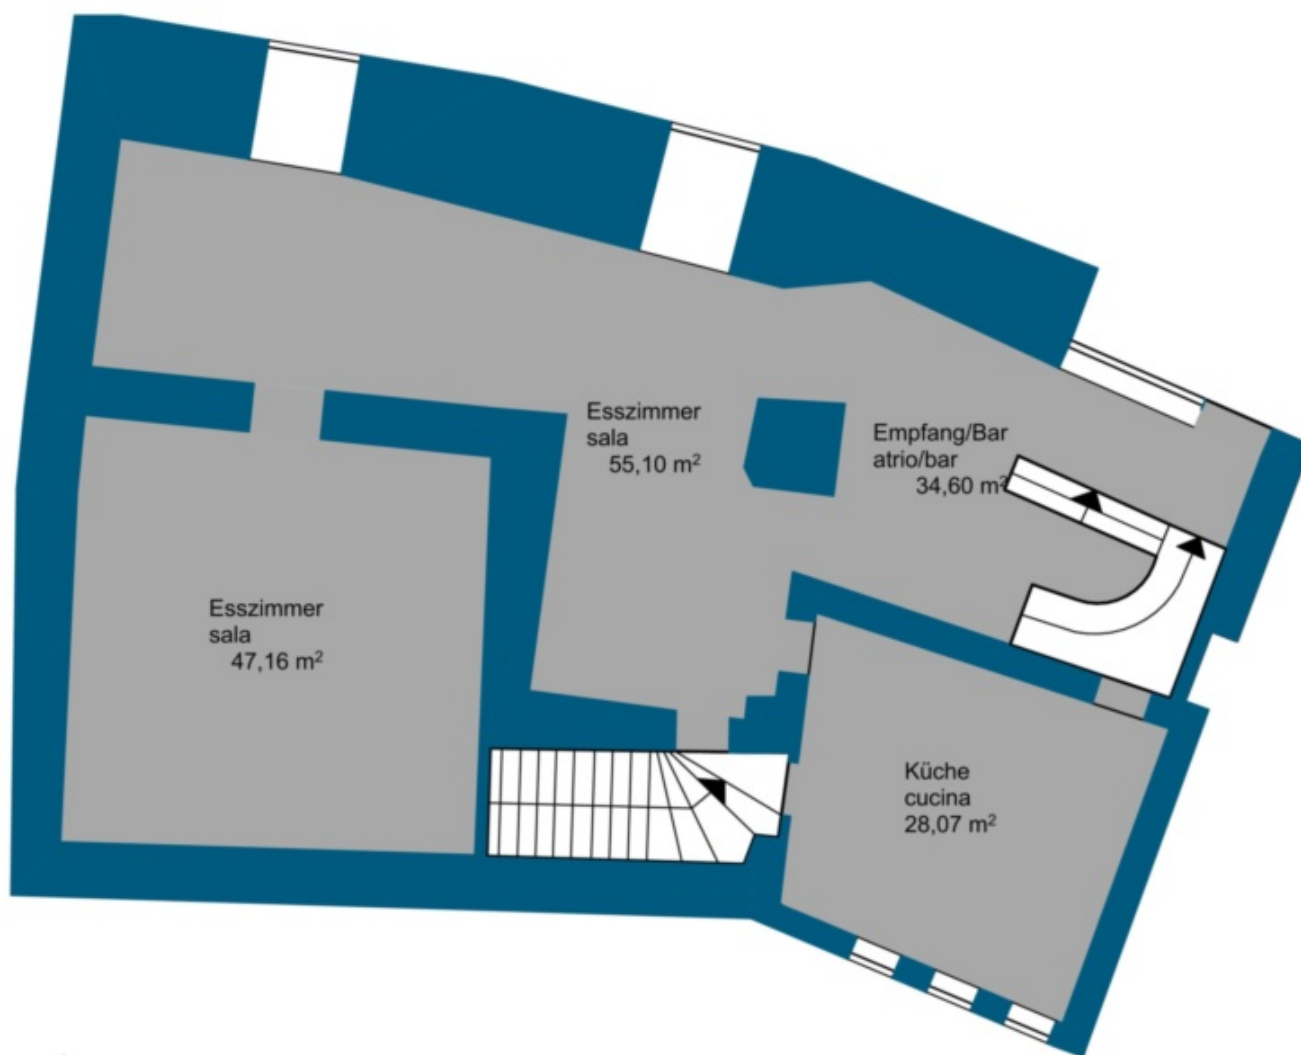 Esszimmer
sala
55,10 m²
Empfang/Bar
atrio/bar
34,60 m²
Esszimmer
sala
47,16 m²
Küche
cucina
28,07 m²